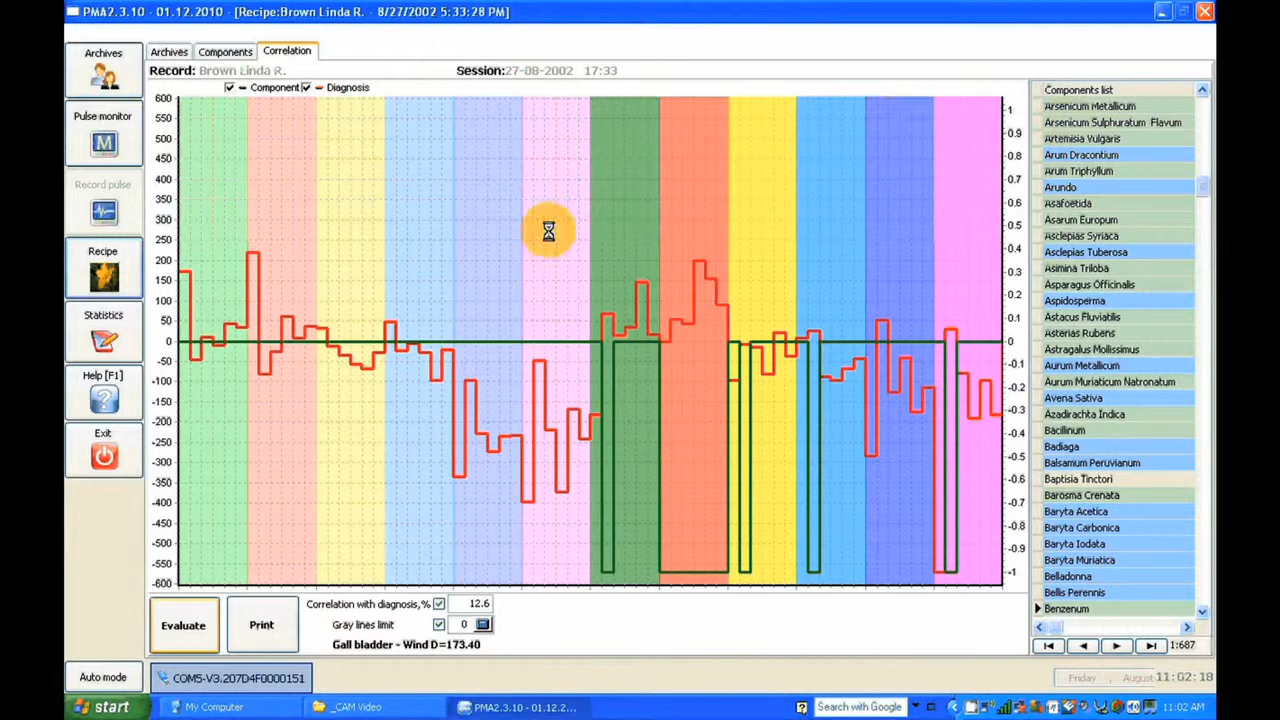 PMA2.3.10 - 01.12.2010 - [Recipe:Brown Linda R. - 8/27/2002 5:33:28 PM]
Archives
Pulse monitor
M
Record pulse
Recipe
Statistics
Help [F1]
?
Exit
Auto mode
Archives Components Correlation
Record: Brown Linda R. Session:27-08-2002 17:33
Component Diagnosis
600
550
500
450
400
350
300
250
200
150
100
50
0
-50
-100
-150
-200
-250
-300
-350
-400
-450
-500
-550
-600
1
0.9
0.8
0.7
0.6
0.5
0.4
0.3
0.2
0.1
0
-0.1
-0.2
-0.3
-0.4
-0.5
-0.6
-0.7
-0.8
-0.9
-1
Components list
Arsenicum Metallicum
Arsenicum Sulphuratum Flavum
Artemisia Vulgaris
Arum Dracontium
Arum Triphyllum
Arundo
Asafoetida
Asarum Europum
Asclepias Syriaca
Asclepias Tuberosa
Asimina Triloba
Asparagus Officinalis
Aspidosperma
Astacus Fluviatilis
Asterias Rubens
Astragalus Molissimus
Aurum Metallicum
Aurum Muriaticum Natronatum
Avena Sativa
Azadirachta Indica
Bacillinum
Badiaga
Balsamum Peruvianum
Baptisia Tinctori
Barosma Crenata
Baryta Acetica
Baryta Carbonica
Baryta Iodata
Baryta Muriatica
Belladonna
Bellis Perennis
Benzenum
1:687
Evaluate
Print
Correlation with diagnosis,% 12.6
Gray lines limit 0
Gall bladder - Wind D=173.40
COM5-V3.207D4F0000151
Friday , August 11:02:18
start My Computer _CAM Video PMA2.3.10 - 01.12.2... Search with Google 11:02 AM